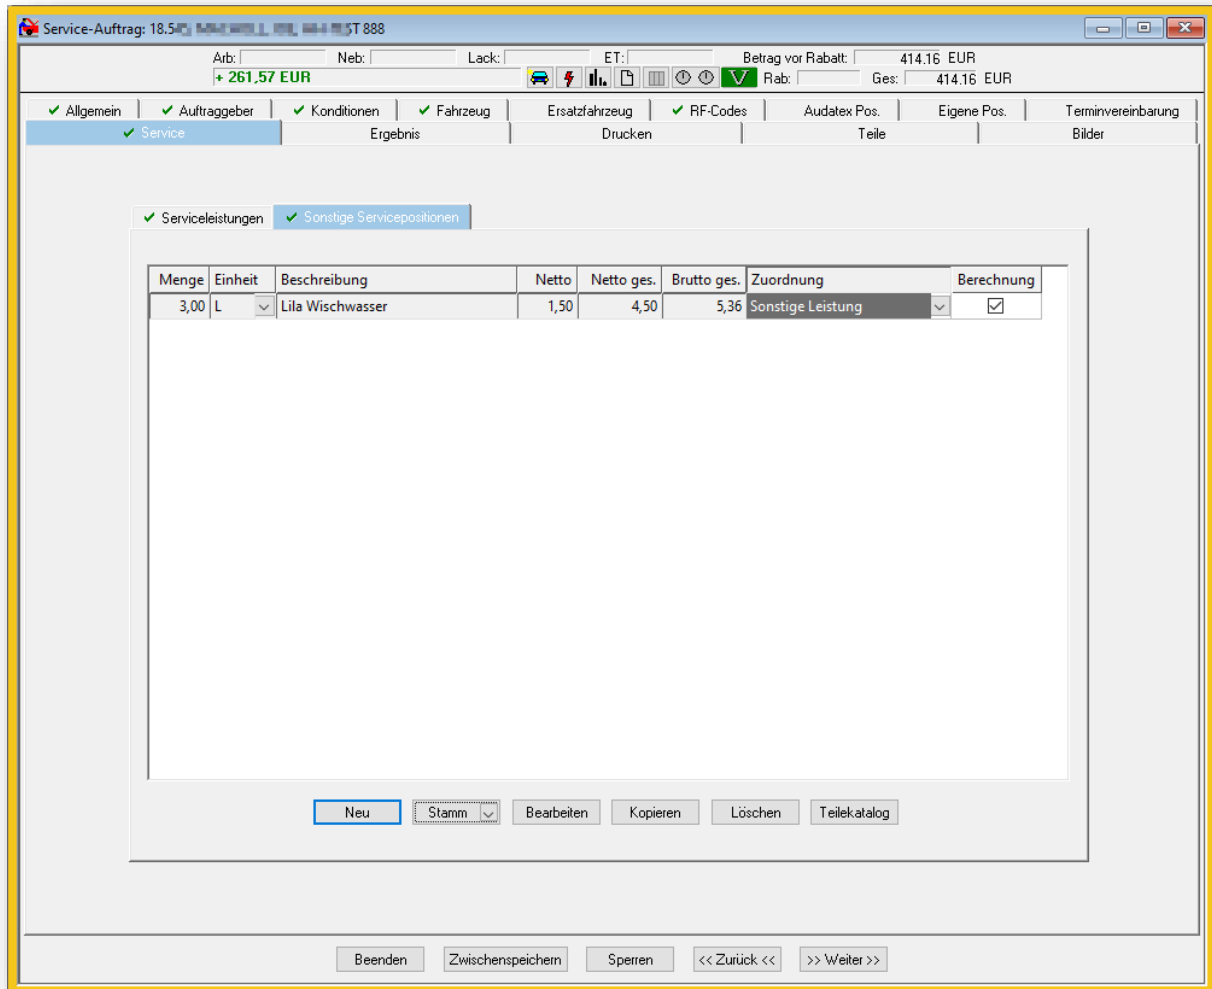 Service-Auftrag: 18.5 ST 888
Arb: Neb: Lack: ET: Betrag vor Rabatt: 414.16 EUR
+ 261,57 EUR V Rab: Ges: 414.16 EUR
Allgemein Auftraggeber Konditionen Fahrzeug Ersatzfahrzeug RF-Codes Audatex Pos. Eigene Pos. Terminvereinbarung
Service Ergebnis Drucken Teile Bilder
Serviceleistungen Sonstige Servicepositionen
Menge Einheit Beschreibung Netto Netto ges. Brutto ges. Zuordnung Berechnung
3,00 L Lila Wischwasser 1,50 4,50 5,36 Sonstige Leistung
Neu Stamm Bearbeiten Kopieren Löschen Teilekatalog
Beenden Zwischenspeichern Sperren << Zurück << >> Weiter >>